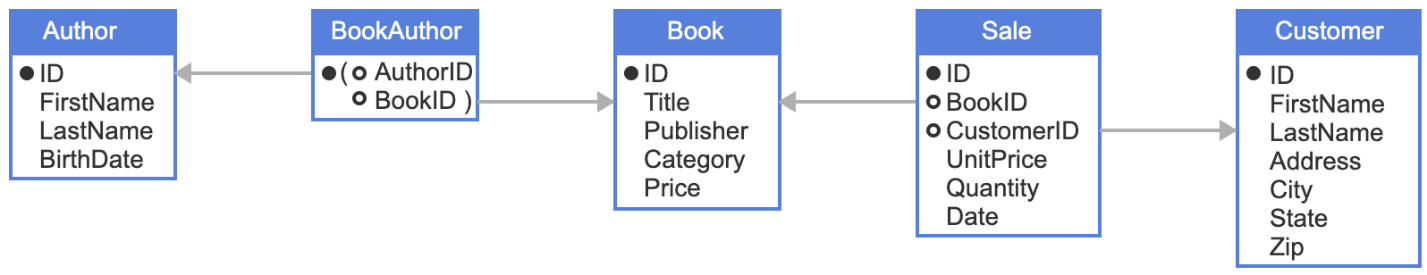 Author
ID
FirstName
LastName
BirthDate
BookAuthor
( AuthorID
BookID )
Book
ID
Title
Publisher
Category
Price
Sale
ID
BookID
CustomerID
UnitPrice
Quantity
Date
Customer
ID
FirstName
LastName
Address
City
State
Zip